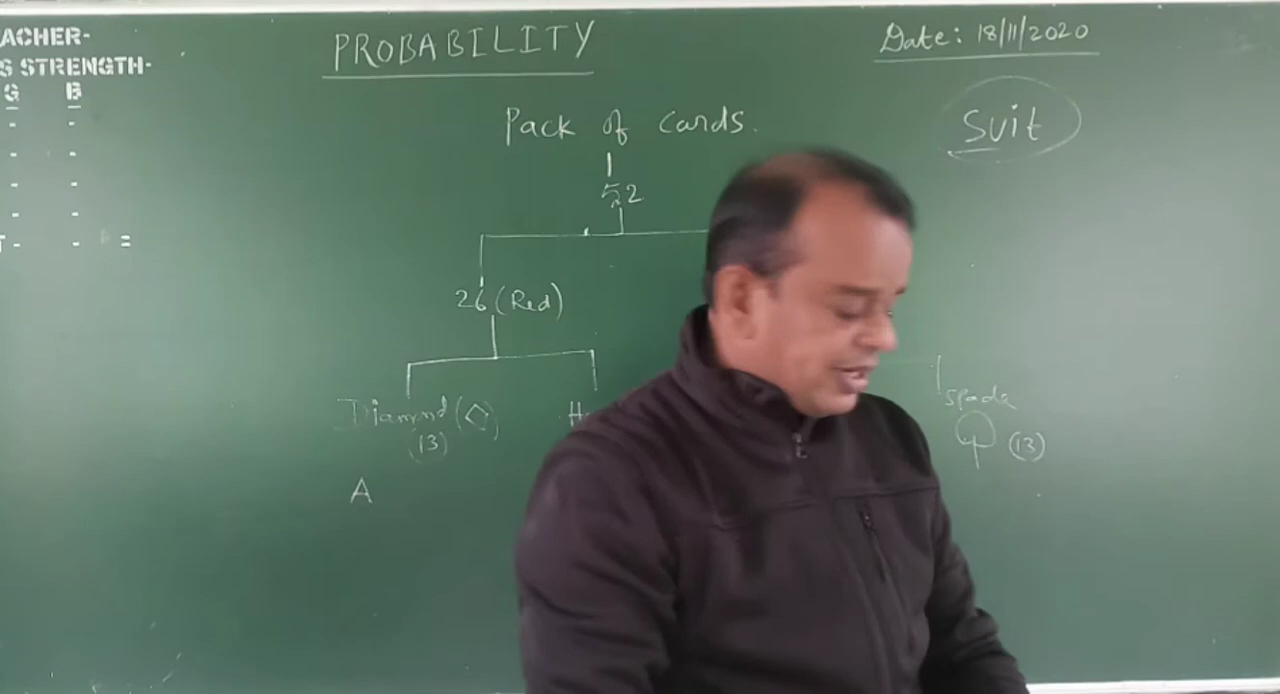 ACHER-
S STRENGTH-
G B
PROBABILITY
Date: 18/11/2020
Pack of cards.
Suit
52
26 (Red)
Diamond (◇)
(13)
H
Spade
(13)
A